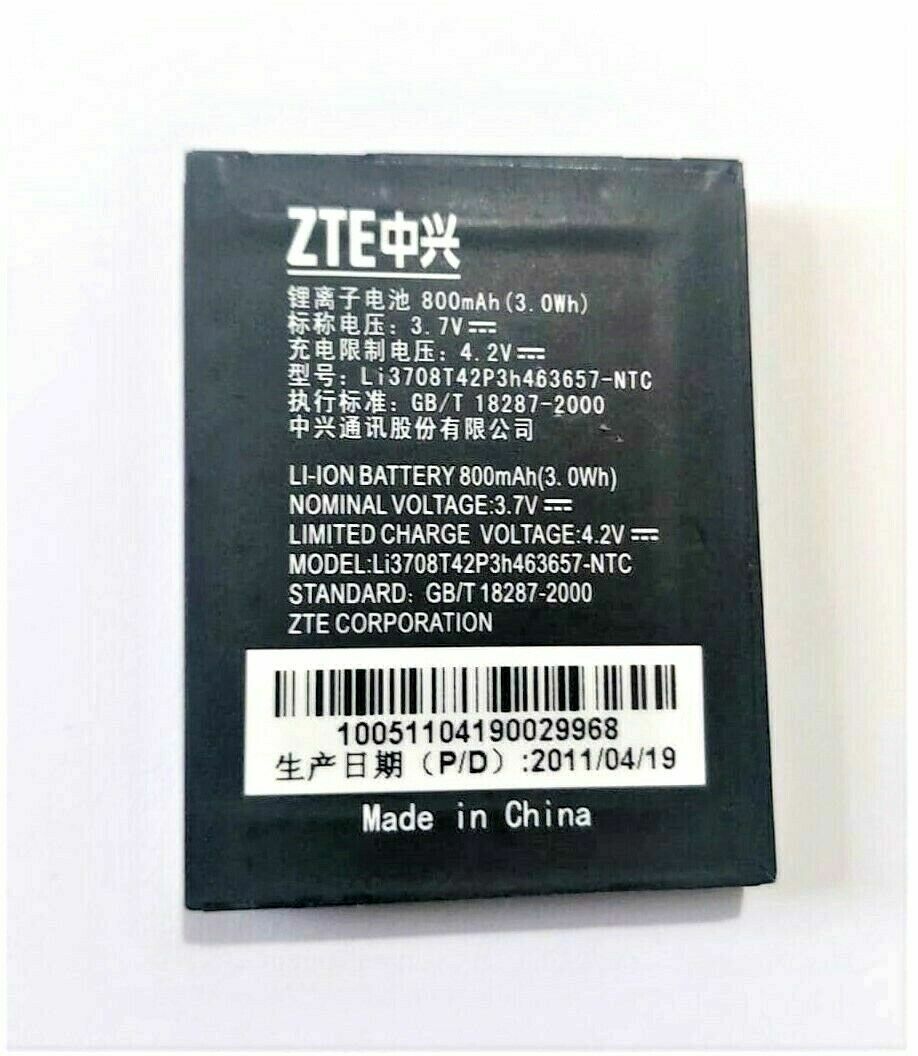 ZTE中兴
锂离子电池 800mAh(3.0Wh)
标称电压: 3.7V⎓
充电限制电压: 4.2V⎓
型号: Li3708T42P3h463657-NTC
执行标准: GB/T 18287-2000
中兴通讯股份有限公司
LI-ION BATTERY 800mAh(3.0Wh)
NOMINAL VOLTAGE:3.7V⎓
LIMITED CHARGE VOLTAGE:4.2V⎓
MODEL:Li3708T42P3h463657-NTC
STANDARD: GB/T 18287-2000
ZTE CORPORATION
10051104190029968
生产日期 (P/D) :2011/04/19
Made in China